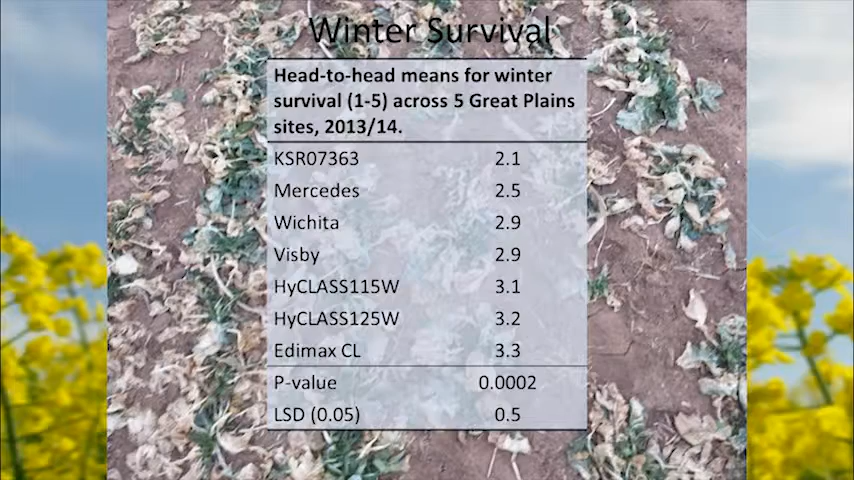 Winter Survival
Head-to-head means for winter
survival (1-5) across 5 Great Plains
sites, 2013/14.
KSR07363 2.1
Mercedes 2.5
Wichita 2.9
Visby 2.9
HyCLASS115W 3.1
HyCLASS125W 3.2
Edimax CL 3.3
P-value 0.0002
LSD (0.05) 0.5